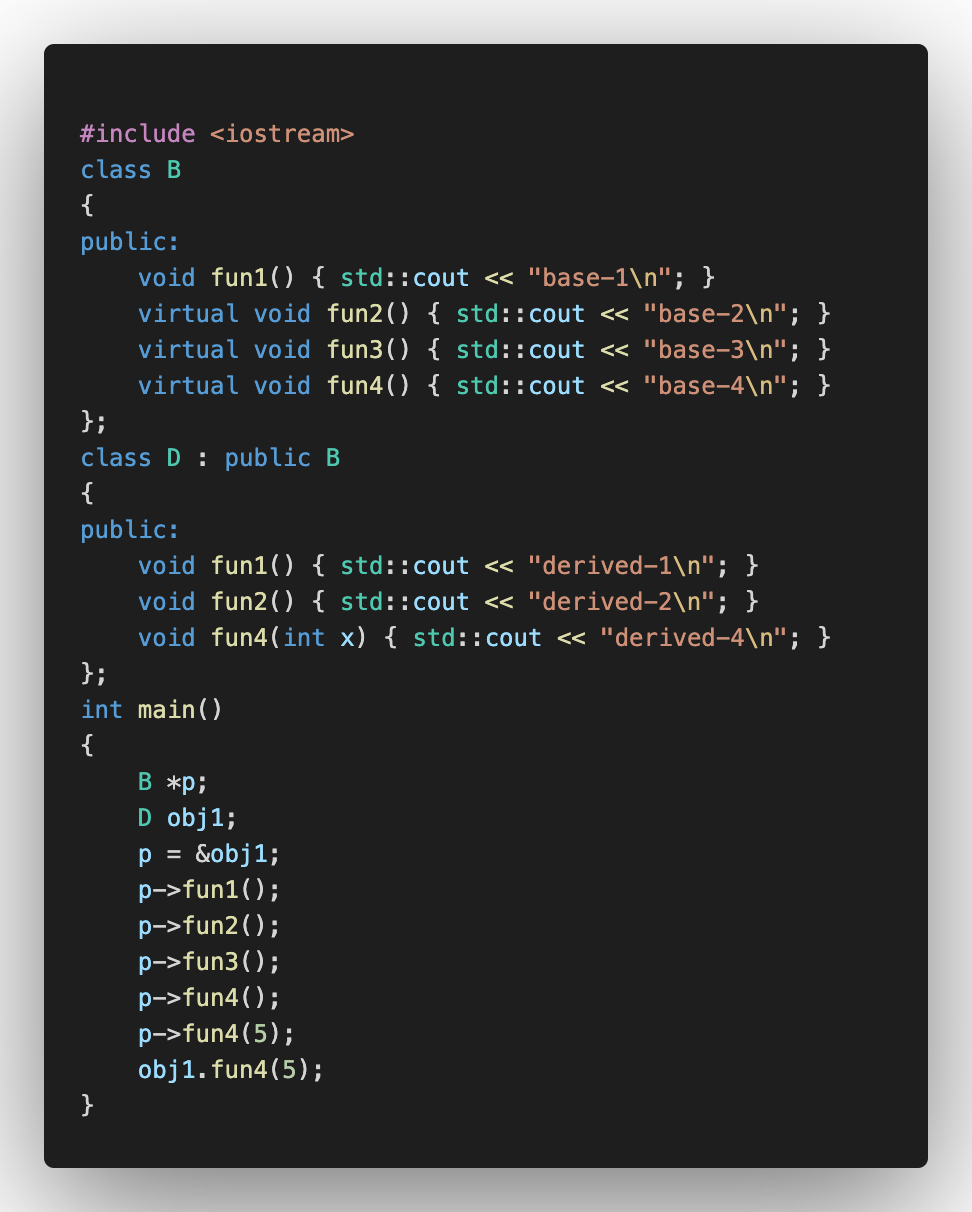 #include <iostream>
class B
{
public:
    void fun1() { std::cout << "base-1\n"; }
    virtual void fun2() { std::cout << "base-2\n"; }
    virtual void fun3() { std::cout << "base-3\n"; }
    virtual void fun4() { std::cout << "base-4\n"; }
};
class D : public B
{
public:
    void fun1() { std::cout << "derived-1\n"; }
    void fun2() { std::cout << "derived-2\n"; }
    void fun4(int x) { std::cout << "derived-4\n"; }
};
int main()
{
    B *p;
    D obj1;
    p = &obj1;
    p->fun1();
    p->fun2();
    p->fun3();
    p->fun4();
    p->fun4(5);
    obj1.fun4(5);
}